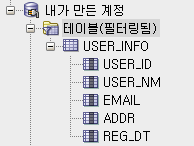 내가 만든 계정
테이블(필터링됨)
USER_INFO
USER_ID
USER_NM
EMAIL
ADDR
REG_DT